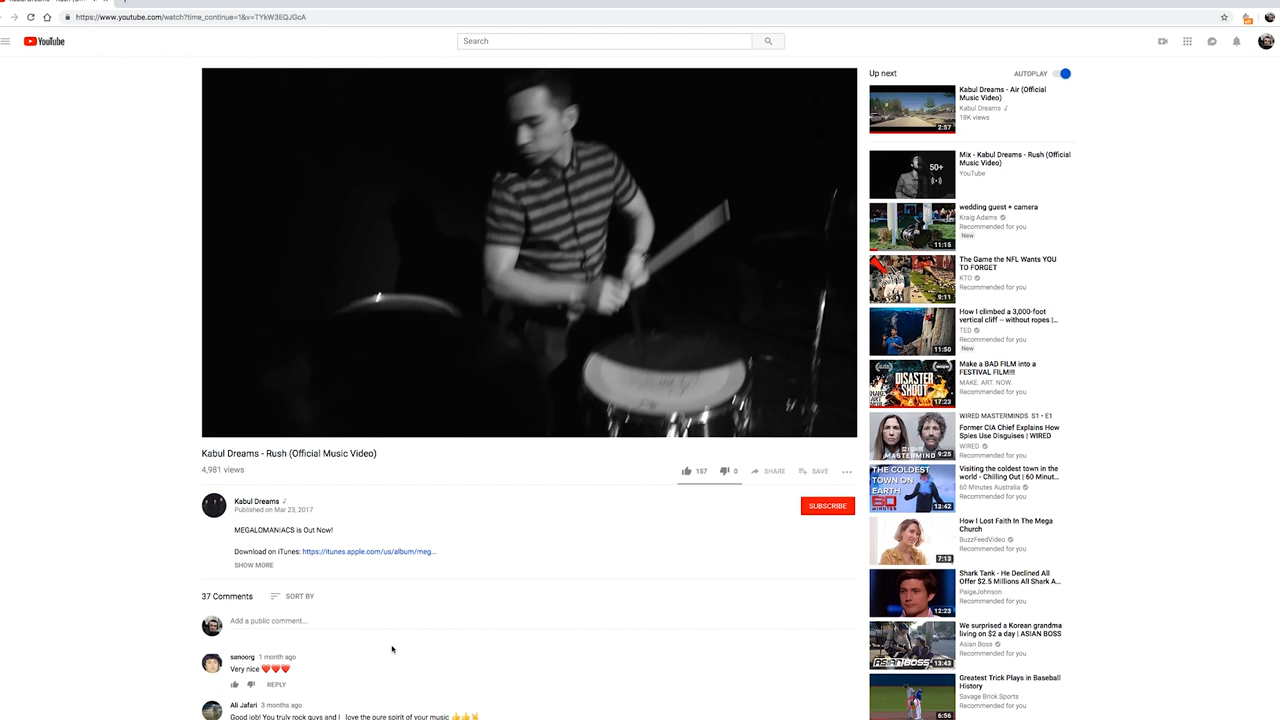 https://www.youtube.com/watch?time_continue=1&v=TYkW3EQJGcA
YouTube
Search
Kabul Dreams - Rush (Official Music Video)
4,981 views
157
0
SHARE
SAVE
Kabul Dreams
Published on Mar 23, 2017
SUBSCRIBE
MEGALOMANIACS is Out Now!
Download on iTunes: https://itunes.apple.com/us/album/meg...
SHOW MORE
37 Comments
SORT BY
Add a public comment...
sanoorg 1 month ago
Very nice ❤❤❤
REPLY
Ali Jafari 3 months ago
Good job! You truly rock guys and I love the pure spirit of your music
Up next
AUTOPLAY
2:57
Kabul Dreams - Air (Official
Music Video)
Kabul Dreams
18K views
50+
Mix - Kabul Dreams - Rush (Official
Music Video)
YouTube
11:15
wedding guest + camera
Kraig Adams
Recommended for you
New
9:11
The Game the NFL Wants YOU
TO FORGET
KTO
Recommended for you
11:50
How I climbed a 3,000-foot
vertical cliff -- without ropes |...
TED
Recommended for you
New
DISASTER
SHOOT
17:23
Make a BAD FILM into a
FESTIVAL FILM!!!
MAKE. ART. NOW.
Recommended for you
MASTERMIND
9:25
WIRED MASTERMINDS S1 • E1
Former CIA Chief Explains How
Spies Use Disguises | WIRED
WIRED
Recommended for you
THE COLDEST
TOWN ON
EARTH
60
13:42
Visiting the coldest town in the
world - Chilling Out | 60 Minut...
60 Minutes Australia
Recommended for you
7:13
How I Lost Faith In The Mega
Church
BuzzFeedVideo
Recommended for you
12:23
Shark Tank - He Declined All
Offer $2.5 Millions All Shark A...
PaigeJohnson
Recommended for you
ASIAN BOSS
13:43
We surprised a Korean grandma
living on $2 a day | ASIAN BOSS
Asian Boss
Recommended for you
6:56
Greatest Trick Plays in Baseball
History
Savage Brick Sports
Recommended for you